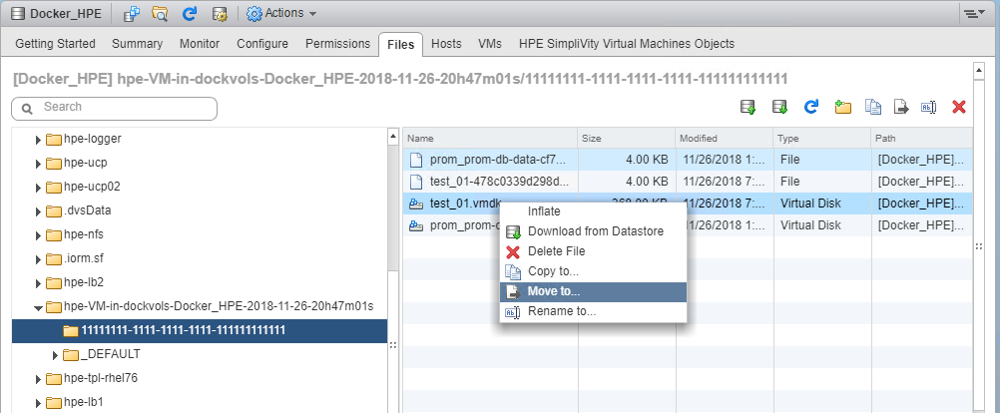 Docker_HPE Actions
Getting Started Summary Monitor Configure Permissions Files Hosts VMs HPE SimpliVity Virtual Machines Objects
[Docker_HPE] hpe-VM-in-dockvols-Docker_HPE-2018-11-26-20h47m01s/11111111-1111-1111-1111-111111111111
Search
hpe-logger
hpe-ucp
hpe-ucp02
.dvsData
hpe-nfs
.iorm.sf
hpe-lb2
hpe-VM-in-dockvols-Docker_HPE-2018-11-26-20h47m01s
11111111-1111-1111-1111-111111111111
_DEFAULT
hpe-tpl-rhel76
hpe-lb1
Name Size Modified Type Path
prom_prom-db-data-cf7... 4.00 KB 11/26/2018 1:... File [Docker_HPE]...
test_01-478c0339d298d... 4.00 KB 11/26/2018 7:... File [Docker_HPE]...
test_01.vmdk 11/26/2018 7:... Virtual Disk [Docker_HPE]...
prom_prom-d 11/26/2018 1:... Virtual Disk [Docker_HPE]...
Inflate
Download from Datastore
Delete File
Copy to...
Move to...
Rename to...